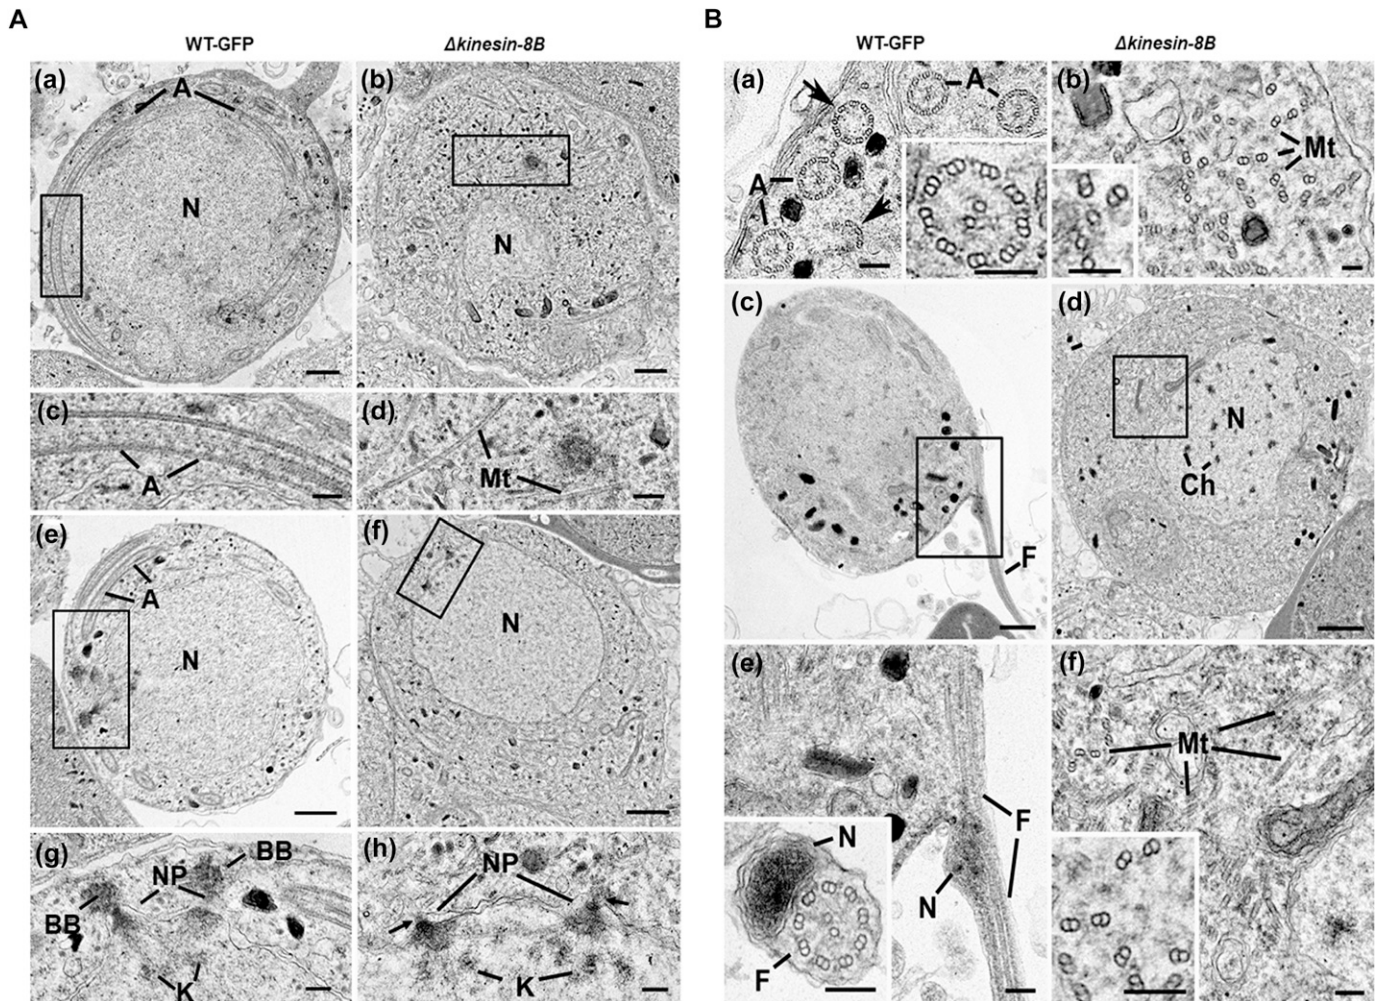 A
WT-GFP
Δkinesin-8B
(a)
A
N
(b)
N
(c)
A
(d)
Mt
(e)
A
N
(f)
N
(g)
BB
NP
BB
K
(h)
NP
K
B
WT-GFP
Δkinesin-8B
(a)
A
A
(b)
Mt
(c)
F
(d)
N
Ch
(e)
F
N
N
F
(f)
Mt